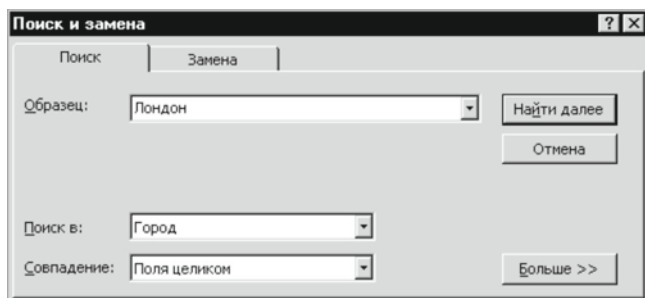 Поиск и замена
Поиск Замена
Образец: Лондон Найти далее
Отмена
Поиск в: Город
Совпадение: Поля целиком Больше >>